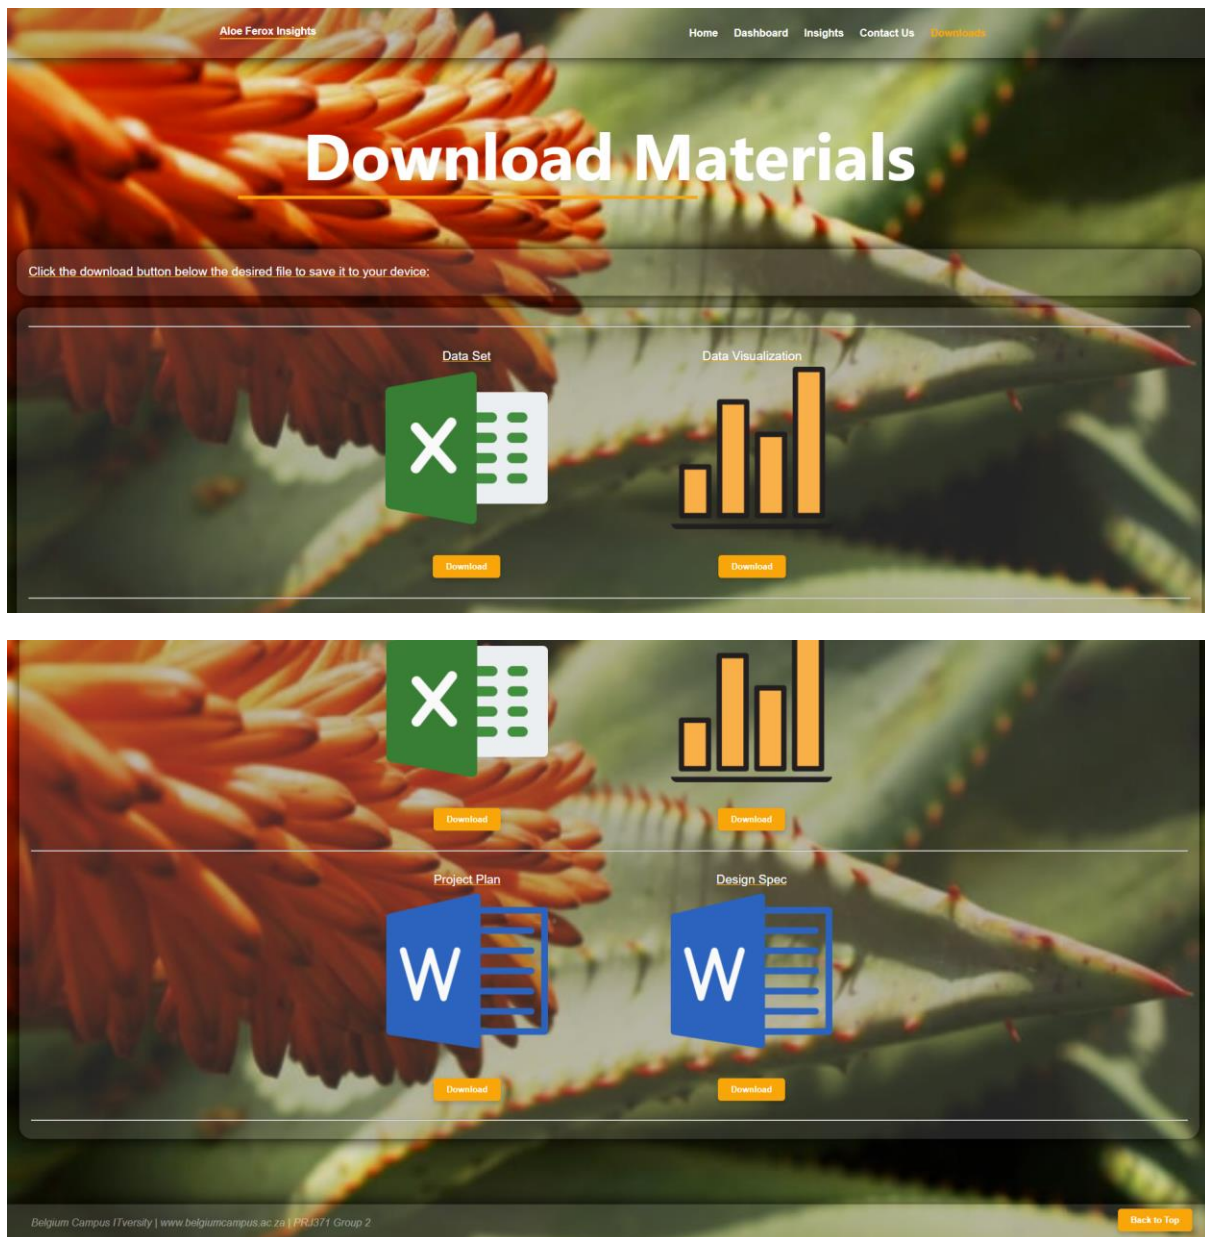 Aloe Ferox Insights
Home Dashboard Insights Contact Us Downloads
Download Materials
Click the download button below the desired file to save it to your device:
Data Set Data Visualization
X
Download Download
X
Download Download
Project Plan Design Spec
W W
Download Download
Belgium Campus ITversity | www.belgiumcampus.ac.za | PRJ371 Group 2 Back to Top